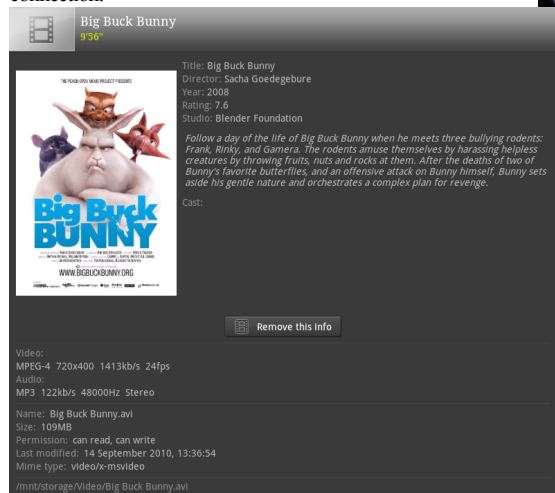 connection.
Big Buck Bunny
9'56"
Title: Big Buck Bunny
Director: Sacha Goedegebure
Year: 2008
Rating: 7.6
Studio: Blender Foundation
Follow a day of the life of Big Buck Bunny when he meets three bullying rodents:
Frank, Rinky, and Gamera. The rodents amuse themselves by harassing helpless
creatures by throwing fruits, nuts and rocks at them. After the deaths of two of
Bunny's favorite butterflies, and an offensive attack on Bunny himself, Bunny sets
aside his gentle nature and orchestrates a complex plan for revenge.
Cast:
THE PEACH OPEN MOVIE PROJECT PRESENTS
Big Buck
BUNNY
WWW.BIGBUCKBUNNY.ORG
Remove this Info
Video:
MPEG-4 720x400 1413kb/s 24fps
Audio:
MP3 122kb/s 48000Hz Stereo
Name: Big Buck Bunny.avi
Size: 109MB
Permission: can read, can write
Last modified: 14 September 2010, 13:36:54
Mime type: video/x-msvideo
/mnt/storage/Video/Big Buck Bunny.avi